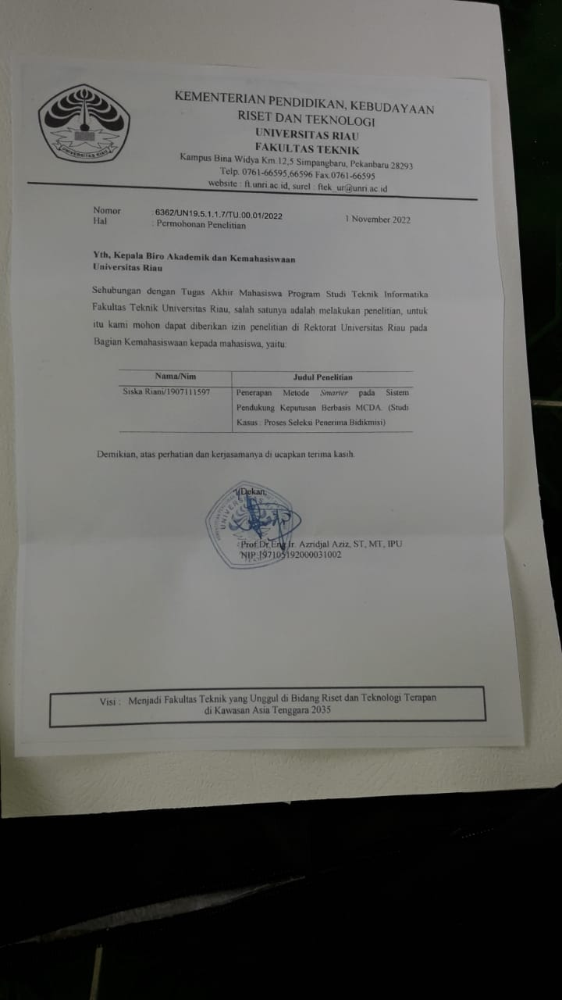 KEMENTERIAN PENDIDIKAN, KEBUDAYAAN
RISET DAN TEKNOLOGI
UNIVERSITAS RIAU
FAKULTAS TEKNIK
Kampus Bina Widya Km.12,5 Simpangbaru, Pekanbaru 28293
Telp. 0761-66595,66596 Fax.0761-66595
website : ft.unri.ac.id, surel : ftek_ur@unri.ac.id
UNIVERSITAS RIAU
Nomor : 6362/UN19.5.1.1.7/TU.00.01/2022 1 November 2022
Hal : Permohonan Penelitian
Yth, Kepala Biro Akademik dan Kemahasiswaan
Universitas Riau
Sehubungan dengan Tugas Akhir Mahasiswa Program Studi Teknik Informatika
Fakultas Teknik Universitas Riau, salah satunya adalah melakukan penelitian, untuk
itu kami mohon dapat diberikan izin penelitian di Rektorat Universitas Riau pada
Bagian Kemahasiswaan kepada mahasiswa, yaitu:
Nama/Nim Judul Penelitian
Siska Riani/1907111597 Penerapan Metode Smarter pada Sistem
Pendukung Keputusan Berbasis MCDA. (Studi
Kasus : Proses Seleksi Penerima Bidikmisi)
Demikian, atas perhatian dan kerjasamanya di ucapkan terima kasih.
Dekan,
Prof.Dr.Eng.Ir. Azridjal Aziz, ST, MT, IPU
NIP.197105192000031002
Visi : Menjadi Fakultas Teknik yang Unggul di Bidang Riset dan Teknologi Terapan
di Kawasan Asia Tenggara 2035